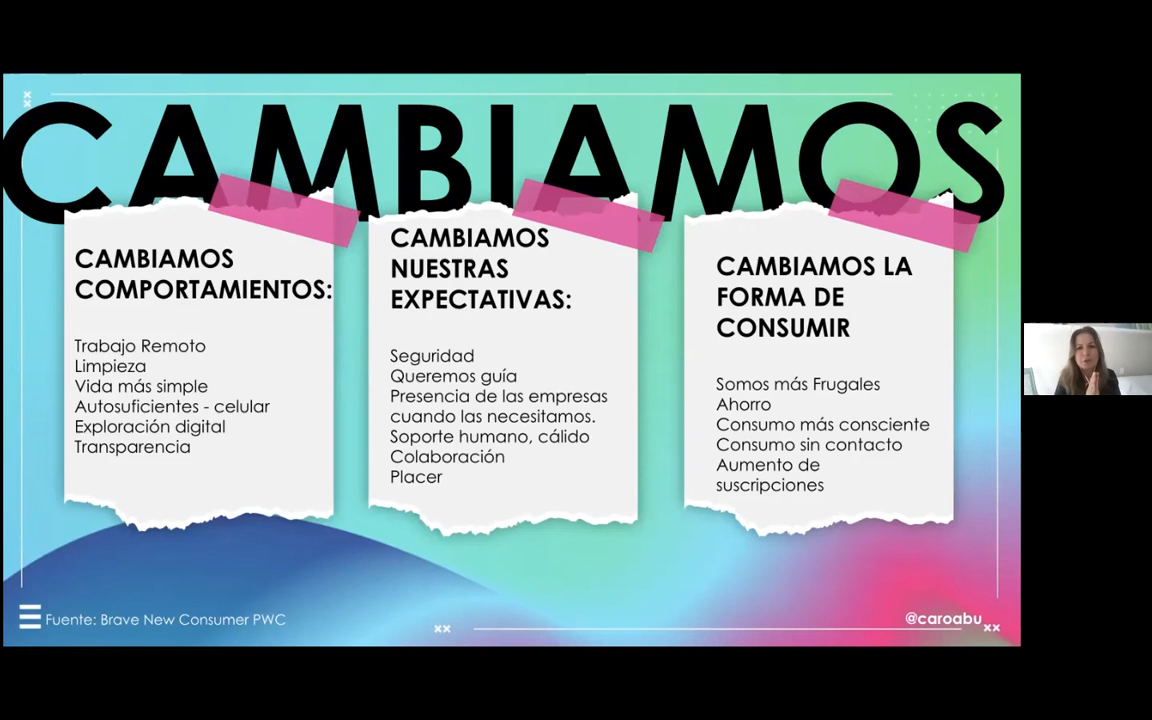 CAMBIAMOS
CAMBIAMOS
COMPORTAMIENTOS:
Trabajo Remoto
Limpieza
Vida más simple
Autosuficientes - celular
Exploración digital
Transparencia
CAMBIAMOS
NUESTRAS
EXPECTATIVAS:
Seguridad
Queremos guía
Presencia de las empresas
cuando las necesitamos.
Soporte humano, cálido
Colaboración
Placer
CAMBIAMOS LA
FORMA DE
CONSUMIR
Somos más Frugales
Ahorro
Consumo más consciente
Consumo sin contacto
Aumento de
suscripciones
Fuente: Brave New Consumer PWC
@caroabu